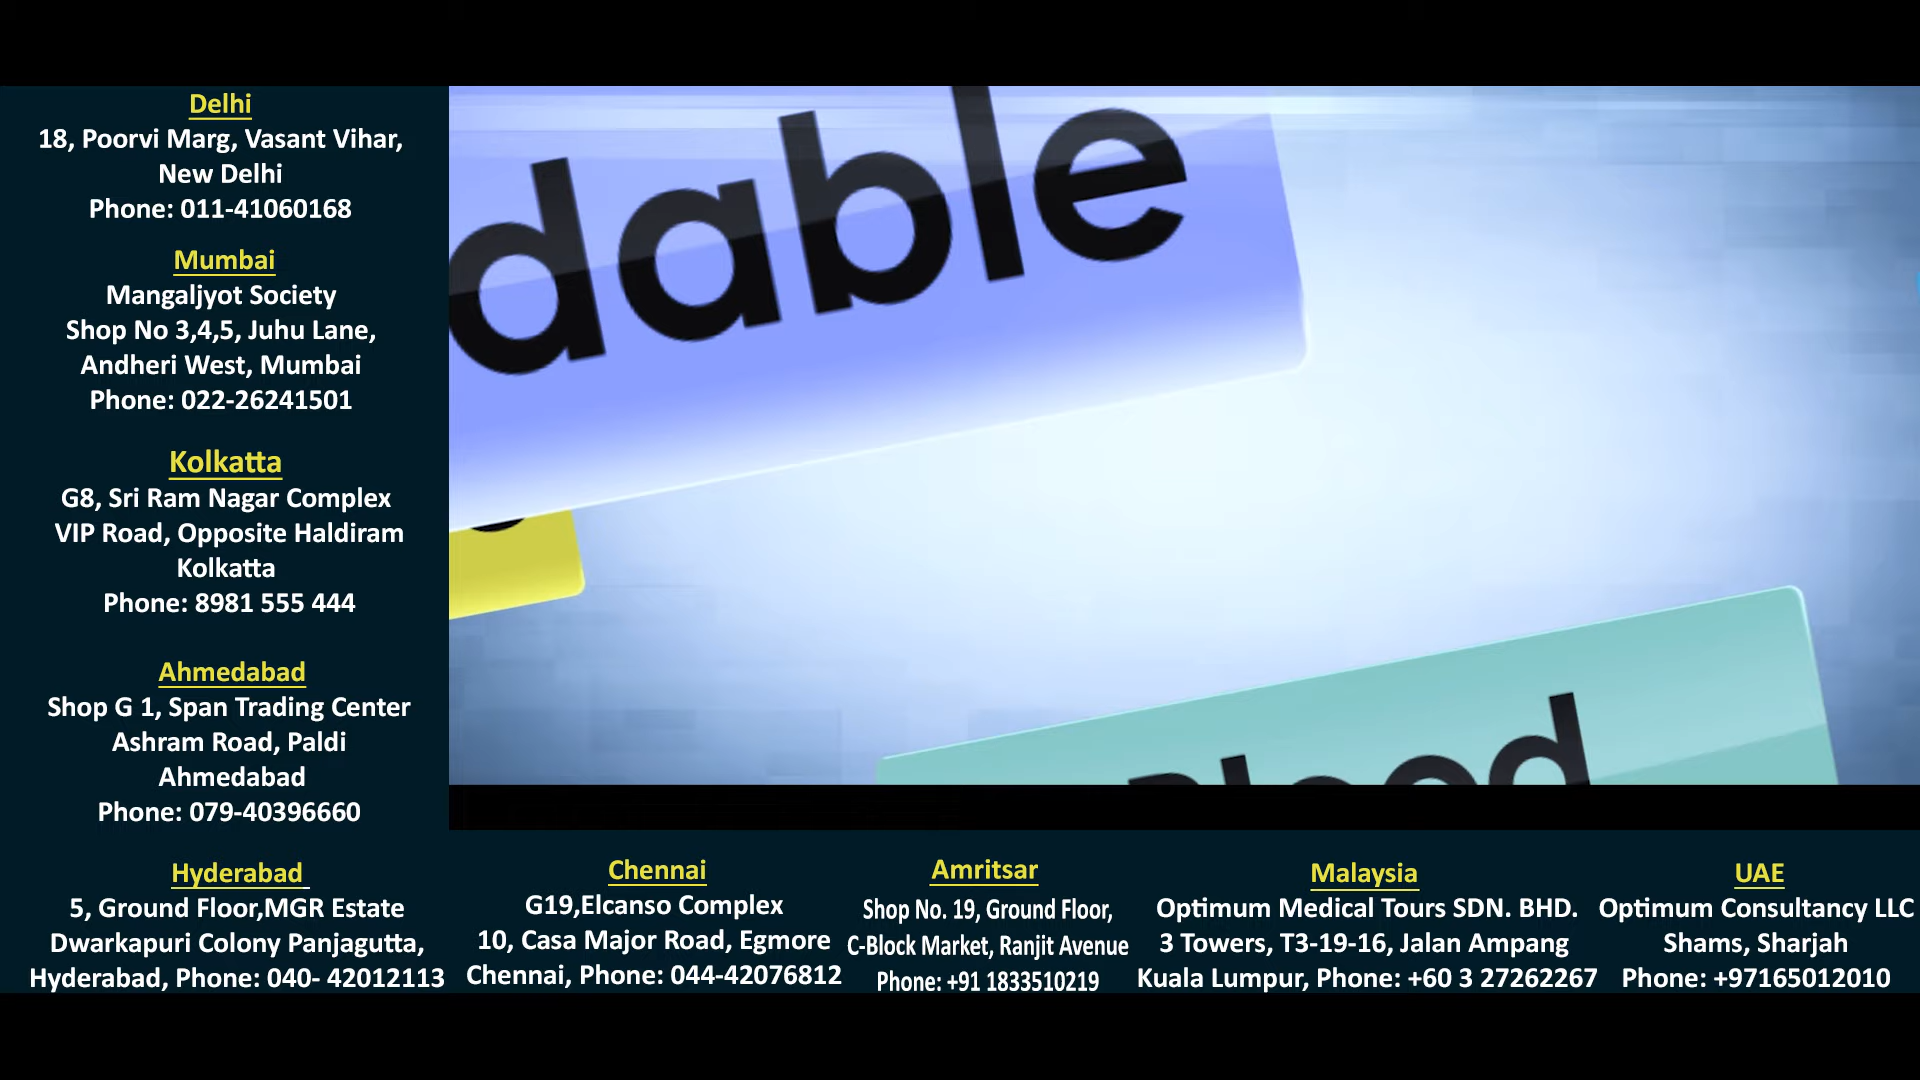 Delhi
18, Poorvi Marg, Vasant Vihar,
New Delhi
Phone: 011-41060168
Mumbai
Mangaljyot Society
Shop No 3,4,5, Juhu Lane,
Andheri West, Mumbai
Phone: 022-26241501
Kolkatta
G8, Sri Ram Nagar Complex
VIP Road, Opposite Haldiram
Kolkatta
Phone: 8981 555 444
Ahmedabad
Shop G 1, Span Trading Center
Ashram Road, Paldi
Ahmedabad
Phone: 079-40396660
Hyderabad
5, Ground Floor,MGR Estate
Dwarkapuri Colony Panjagutta,
Hyderabad, Phone: 040- 42012113
Chennai
G19,Elcanso Complex
10, Casa Major Road, Egmore
Chennai, Phone: 044-42076812
Amritsar
Shop No. 19, Ground Floor,
C-Block Market, Ranjit Avenue
Phone: +91 1833510219
Malaysia
Optimum Medical Tours SDN. BHD.
3 Towers, T3-19-16, Jalan Ampang
Kuala Lumpur, Phone: +60 3 27262267
UAE
Optimum Consultancy LLC
Shams, Sharjah
Phone: +97165012010
dable
Blood